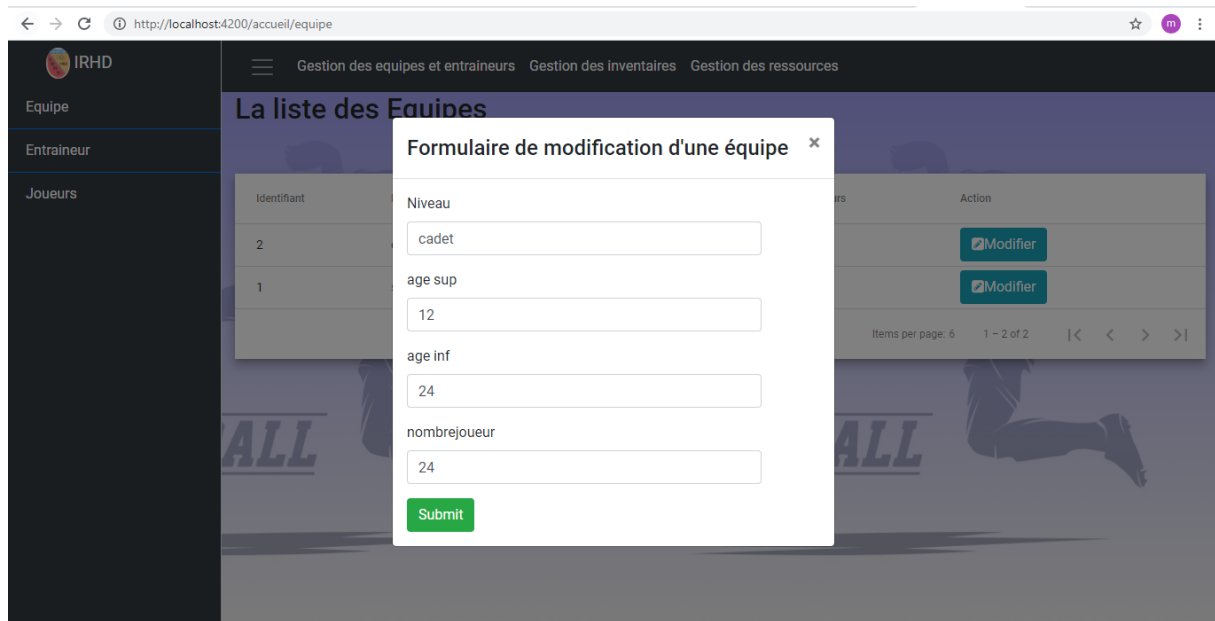 http://localhost:4200/accueil/equipe
m
IRHD
Gestion des equipes et entraineurs Gestion des inventaires Gestion des ressources
Equipe
Entraineur
Joueurs
La liste des Equipes
Formulaire de modification d'une équipe ×
Niveau
cadet
age sup
12
age inf
24
nombrejoueur
24
Submit
Identifiant
Action
2
Modifier
1
Modifier
Items per page: 6 1 – 2 of 2
ALL
ALL